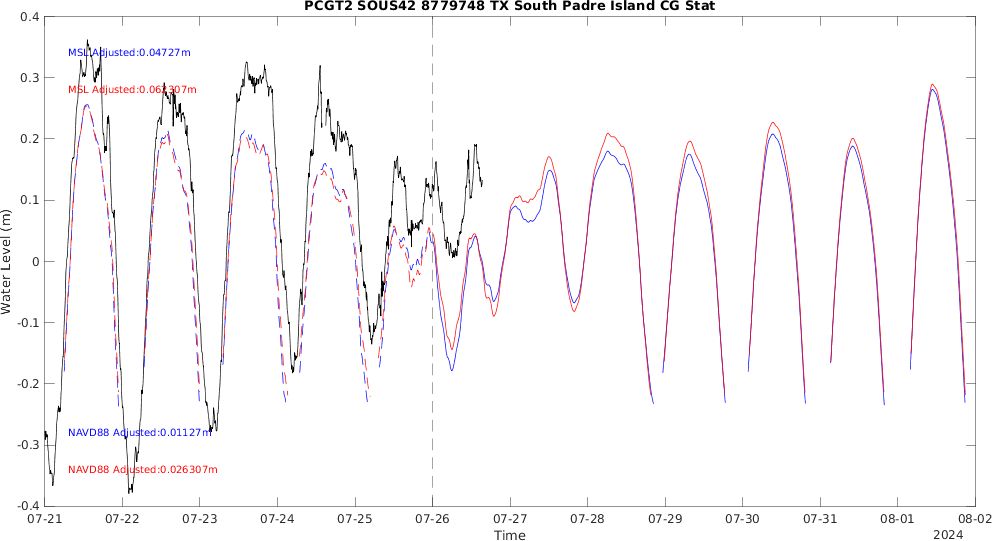 PCGT2 SOUS42 8779748 TX South Padre Island CG Stat
0.4
MSL Adjusted:0.04727m
0.3
MSL Adjusted:0.062307m
0.2
0.1
0
-0.1
-0.2
-0.3
-0.4
Water Level (m)
NAVD88 Adjusted:0.01127m
NAVD88 Adjusted:0.026307m
07-21 07-22 07-23 07-24 07-25 07-26 07-27 07-28 07-29 07-30 07-31 08-01 08-02
Time
2024